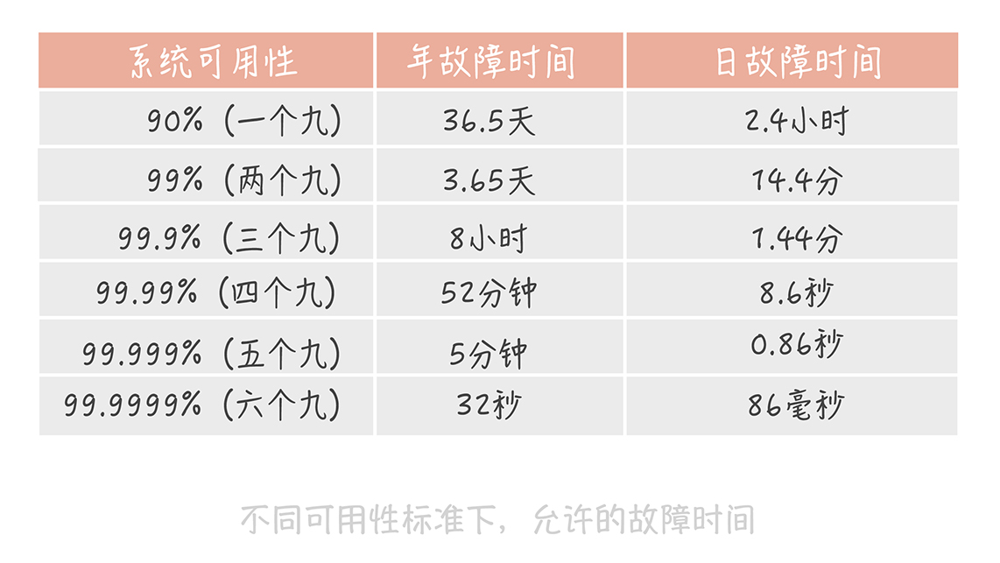 系统可用性 年故障时间 日故障时间
90%（一个九） 36.5天 2.4小时
99%（两个九） 3.65天 14.4分
99.9%（三个九） 8小时 1.44分
99.99%（四个九） 52分钟 8.6秒
99.999%（五个九） 5分钟 0.86秒
99.9999%（六个九） 32秒 86毫秒
不同可用性标准下，允许的故障时间